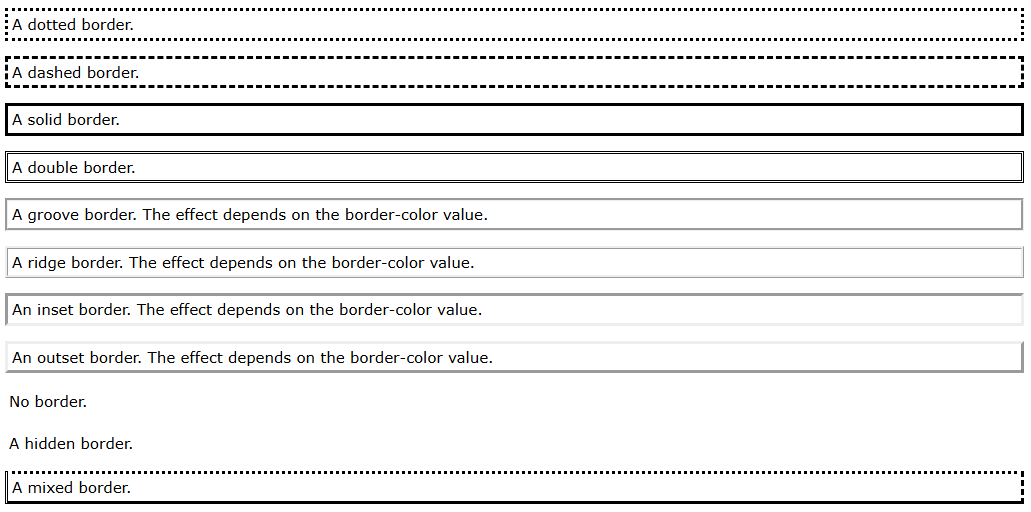 A dotted border.
A dashed border.
A solid border.
A double border.
A groove border. The effect depends on the border-color value.
A ridge border. The effect depends on the border-color value.
An inset border. The effect depends on the border-color value.
An outset border. The effect depends on the border-color value.
No border.
A hidden border.
A mixed border.